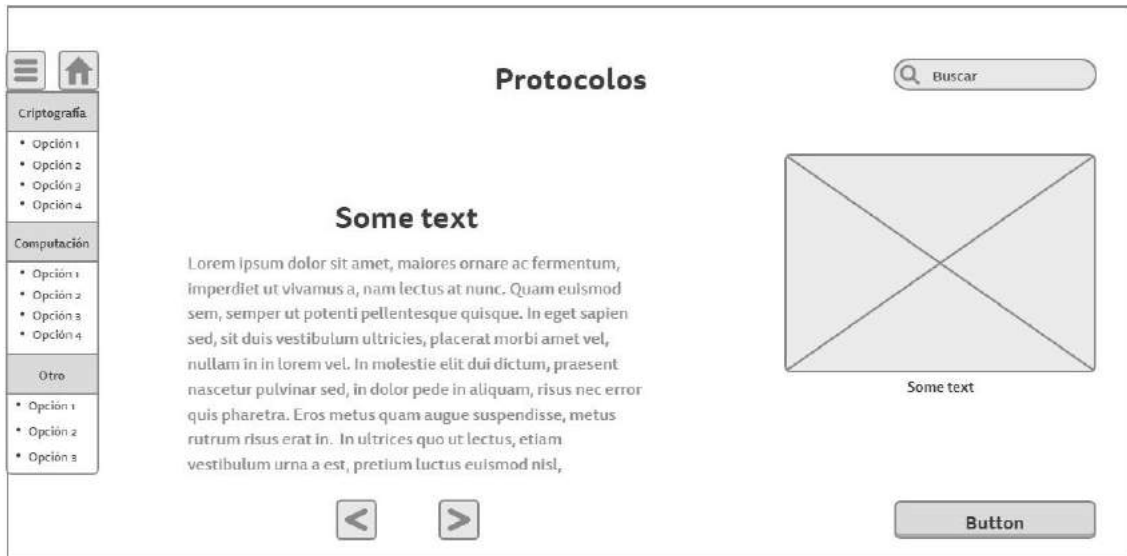 Protocolos
Buscar
Criptografía
• Opción 1
• Opción 2
• Opción 3
• Opción 4
Computación
• Opción 1
• Opción 2
• Opción 3
• Opción 4
Otro
• Opción 1
• Opción 2
• Opción 3
Some text
Lorem ipsum dolor sit amet, maiores ornare ac fermentum,
imperdiet ut vivamus a, nam lectus at nunc. Quam euismod
sem, semper ut potenti pellentesque quisque. In eget sapien
sed, sit duis vestibulum ultricies, placerat morbi amet vel,
nullam in in lorem vel. In molestie elit dui dictum, praesent
nascetur pulvinar sed, in dolor pede in aliquam, risus nec error
quis pharetra. Eros metus quam augue suspendisse, metus
rutrum risus erat in. In ultrices quo ut lectus, etiam
vestibulum urna a est, pretium luctus euismod nisl,
Some text
< >
Button